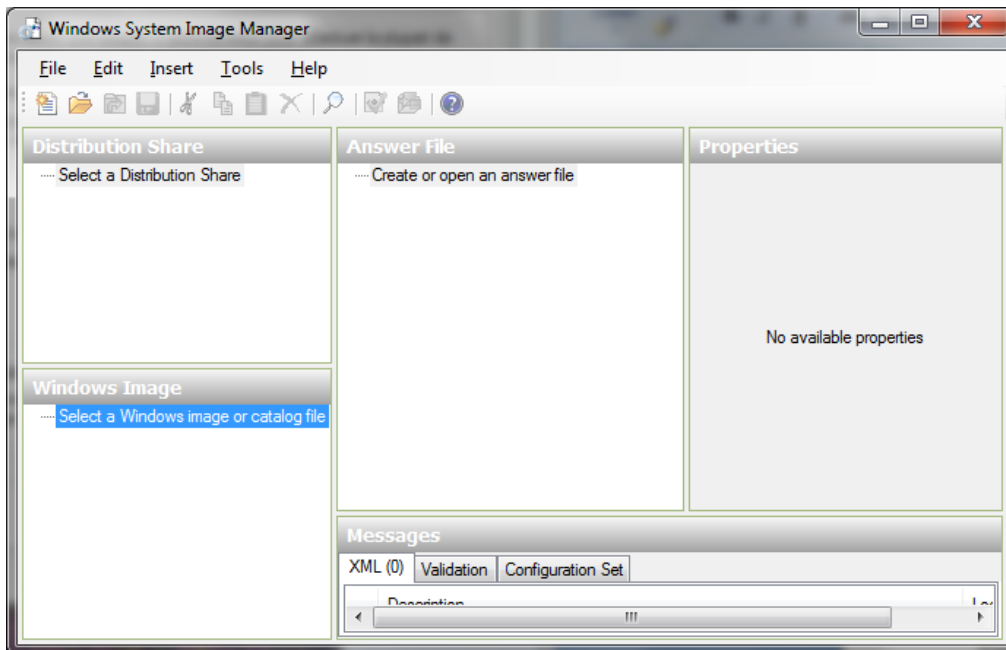 Windows System Image Manager
File Edit Insert Tools Help
Distribution Share
Select a Distribution Share
Answer File
Create or open an answer file
Properties
No available properties
Windows Image
Select a Windows image or catalog file
Messages
XML (0) Validation Configuration Set
Description